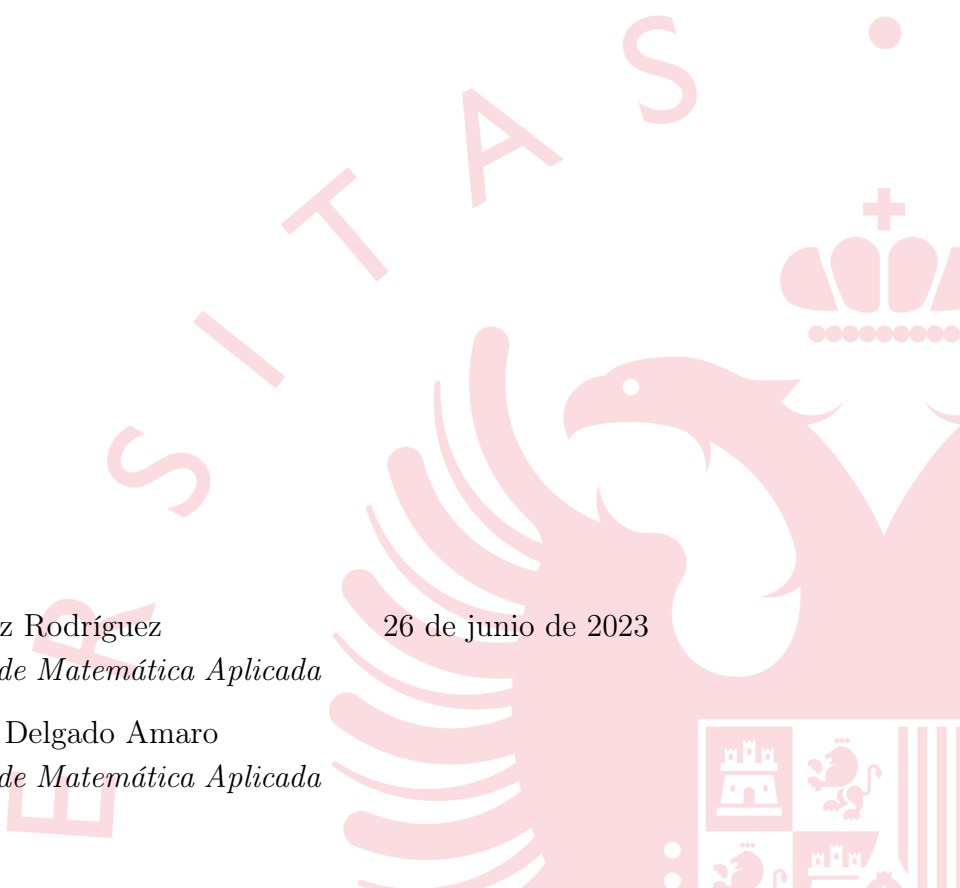 z Rodríguez
26 de junio de 2023
de Matemática Aplicada
Delgado Amaro
de Matemática Aplicada
E R S I T A S ·